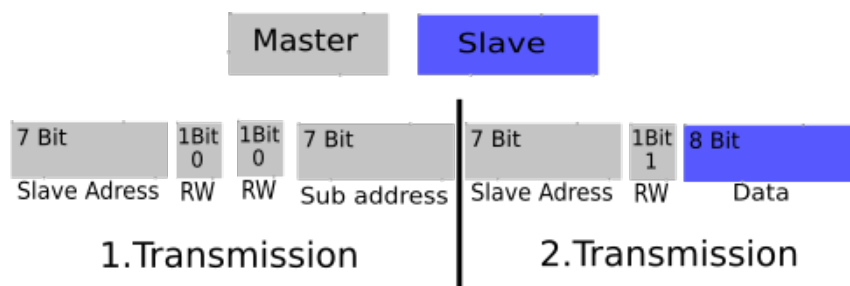 Master
Slave
7 Bit
1Bit
0
1Bit
0
7 Bit
7 Bit
1Bit
1
8 Bit
Slave Adress
RW
RW
Sub address
Slave Adress
RW
Data
1.Transmission
2.Transmission